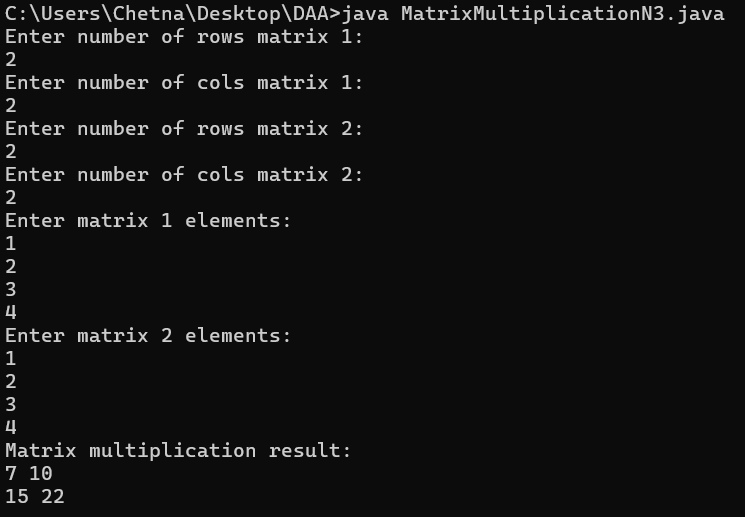 C:\Users\Chetna\Desktop\DAA>java MatrixMultiplicationN3.java
Enter number of rows matrix 1:
2
Enter number of cols matrix 1:
2
Enter number of rows matrix 2:
2
Enter number of cols matrix 2:
2
Enter matrix 1 elements:
1
2
3
4
Enter matrix 2 elements:
1
2
3
4
Matrix multiplication result:
7 10
15 22